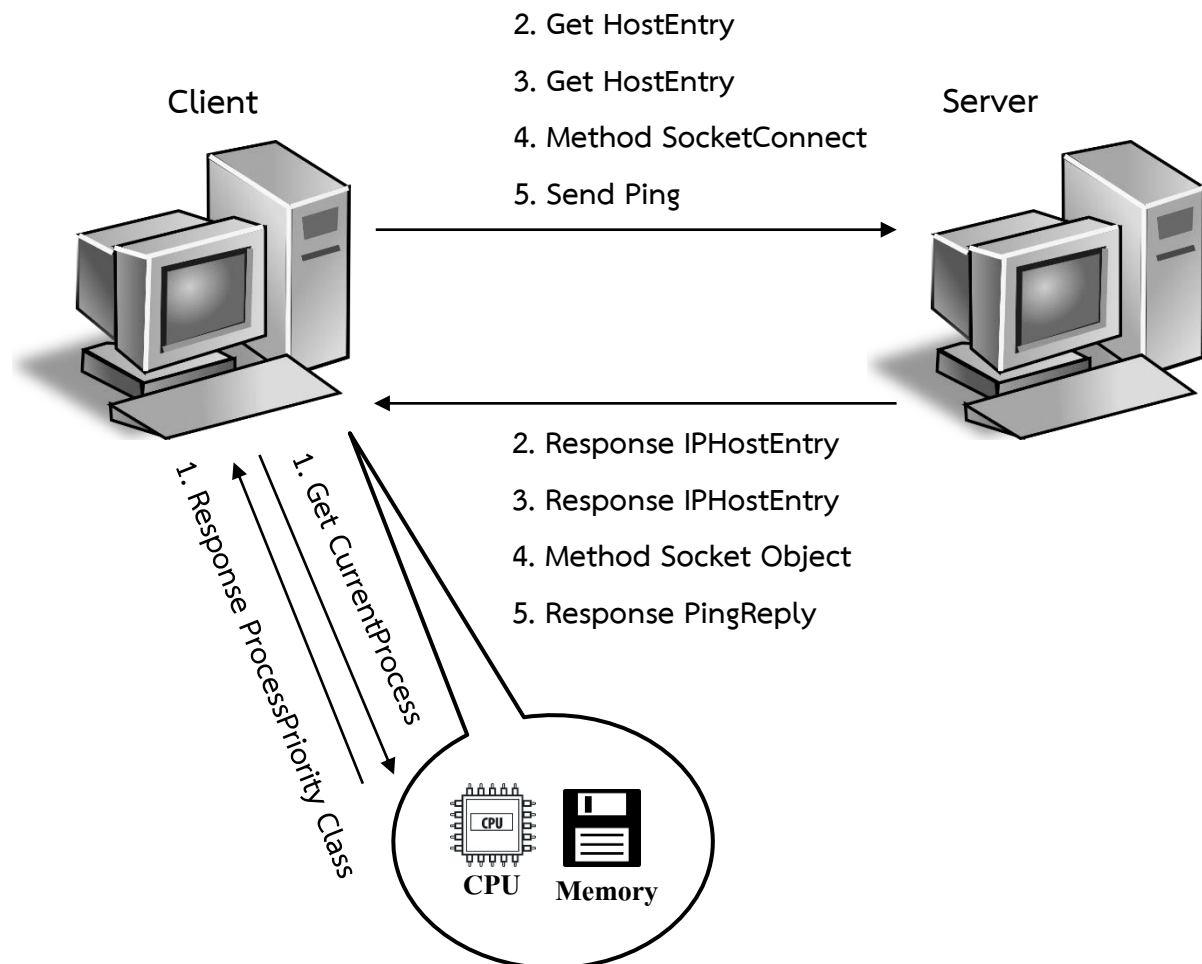 2. Get HostEntry
3. Get HostEntry
Client
Server
4. Method SocketConnect
5. Send Ping
2. Response IPHostEntry
3. Response IPHostEntry
4. Method Socket Object
5. Response PingReply
1. Get CurrentProcess
1. Response ProcessPriority Class
CPU
CPU
Memory